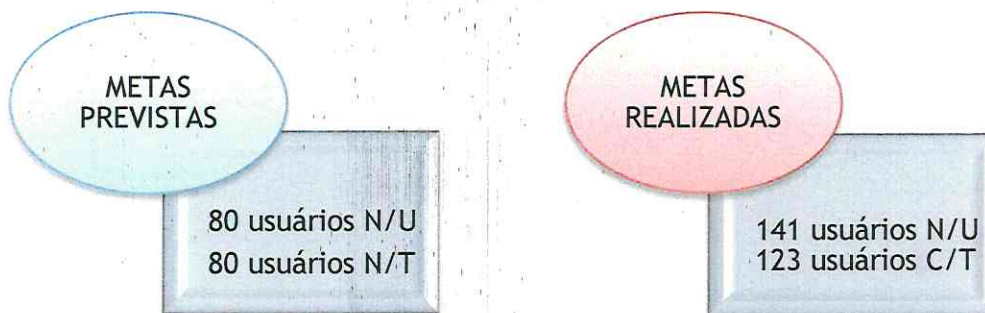 METAS
PREVISTAS
80 usuários N/U
80 usuários N/T
METAS
REALIZADAS
141 usuários N/U
123 usuários C/T